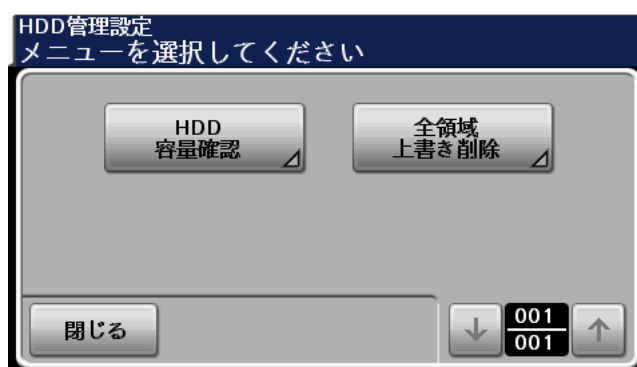 HDD管理設定
メニューを選択してください
HDD
容量確認
全領域
上書き削除
閉じる
001
001